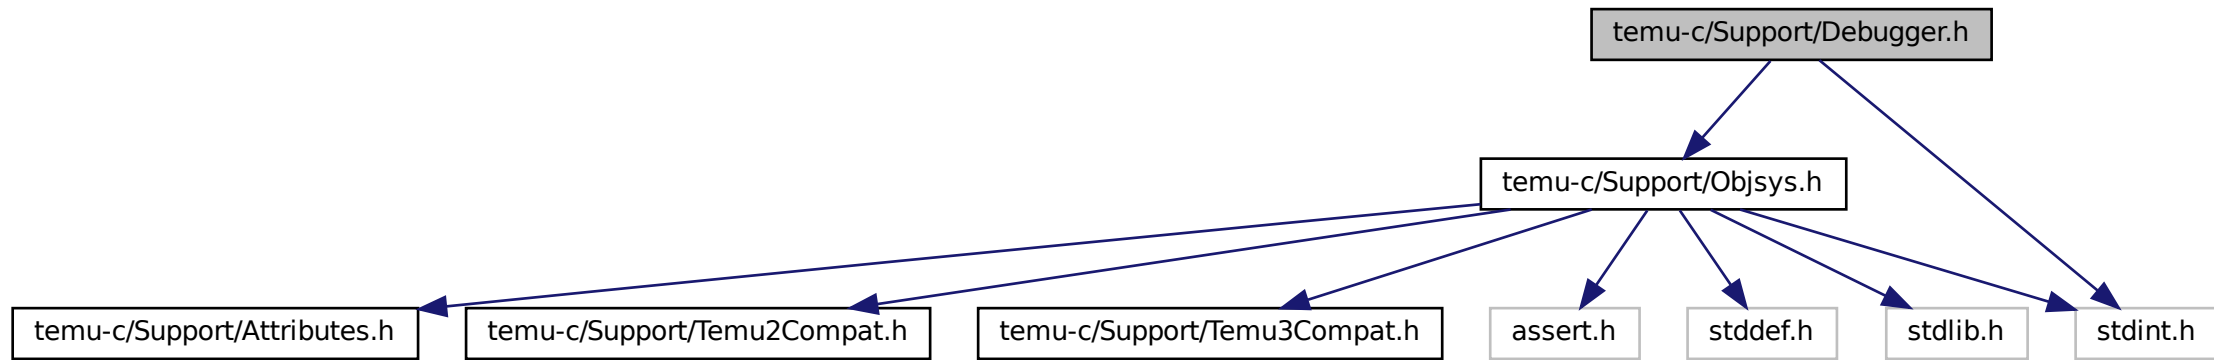 temu-c/Support/Debugger.h
temu-c/Support/Objsys.h
temu-c/Support/Attributes.h
temu-c/Support/Temu2Compat.h
temu-c/Support/Temu3Compat.h
assert.h
stddef.h
stdlib.h
stdint.h